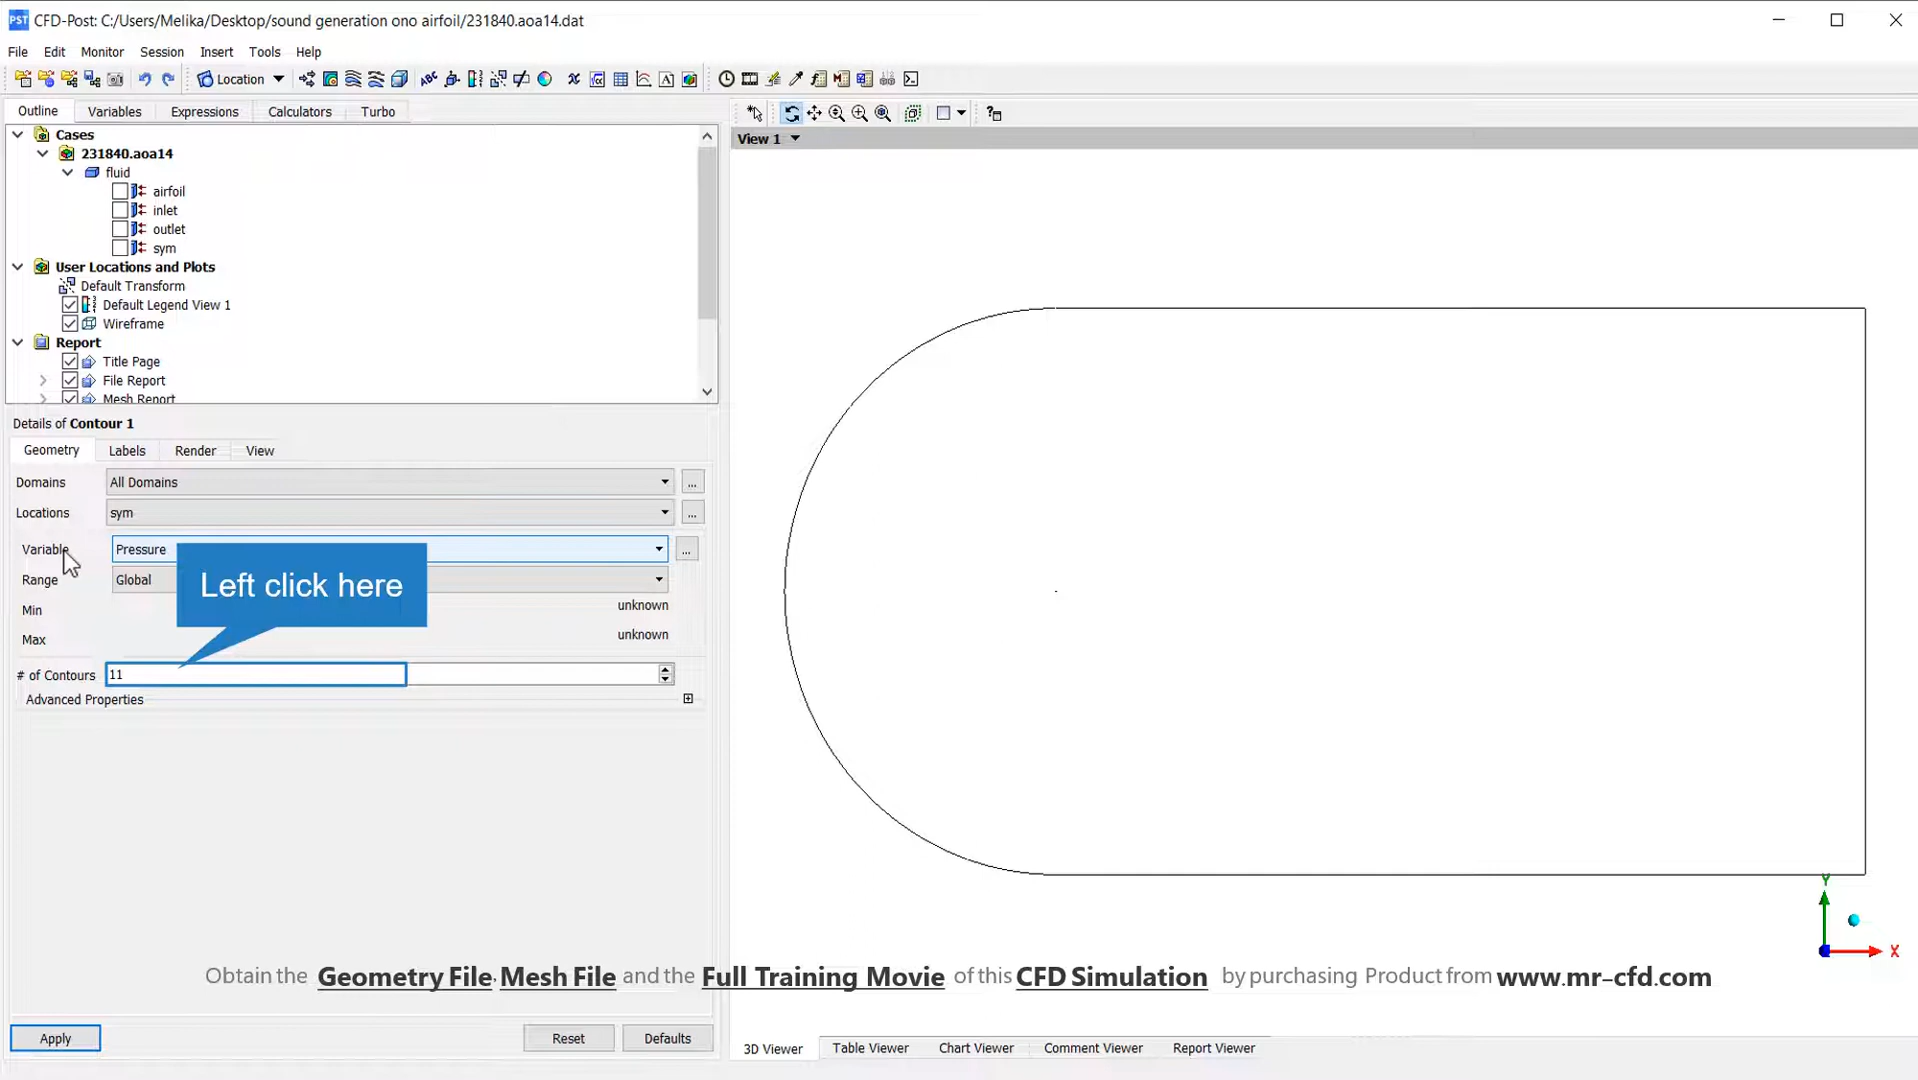 CFD-Post: C:/Users/Melika/Desktop/sound generation ono airfoil/231840.aoa14.dat
File Edit Monitor Session Insert Tools Help
Location
Outline Variables Expressions Calculators Turbo
Cases
231840.aoa14
fluid
airfoil
inlet
outlet
sym
User Locations and Plots
Default Transform
Default Legend View 1
Wireframe
Report
Title Page
File Report
Mesh Report
View 1
Details of Contour 1
Geometry Labels Render View
Domains All Domains ...
Locations sym ...
Variable Pressure ...
Range Global
Left click here
Min unknown
Max unknown
# of Contours 11
Advanced Properties
Y
X
Obtain the Geometry File, Mesh File and the Full Training Movie of this CFD Simulation by purchasing Product from www.mr-cfd.com
Apply Reset Defaults
3D Viewer Table Viewer Chart Viewer Comment Viewer Report Viewer